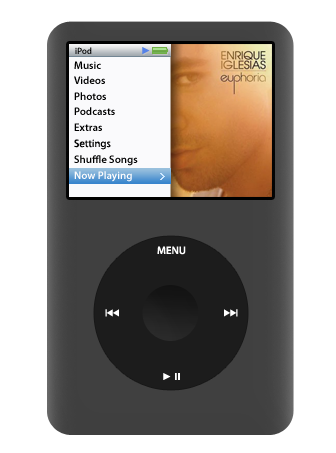 iPod
Music
Videos
Photos
Podcasts
Extras
Settings
Shuffle Songs
Now Playing
ENRIQUE
IGLESIAS
euphoria
MENU